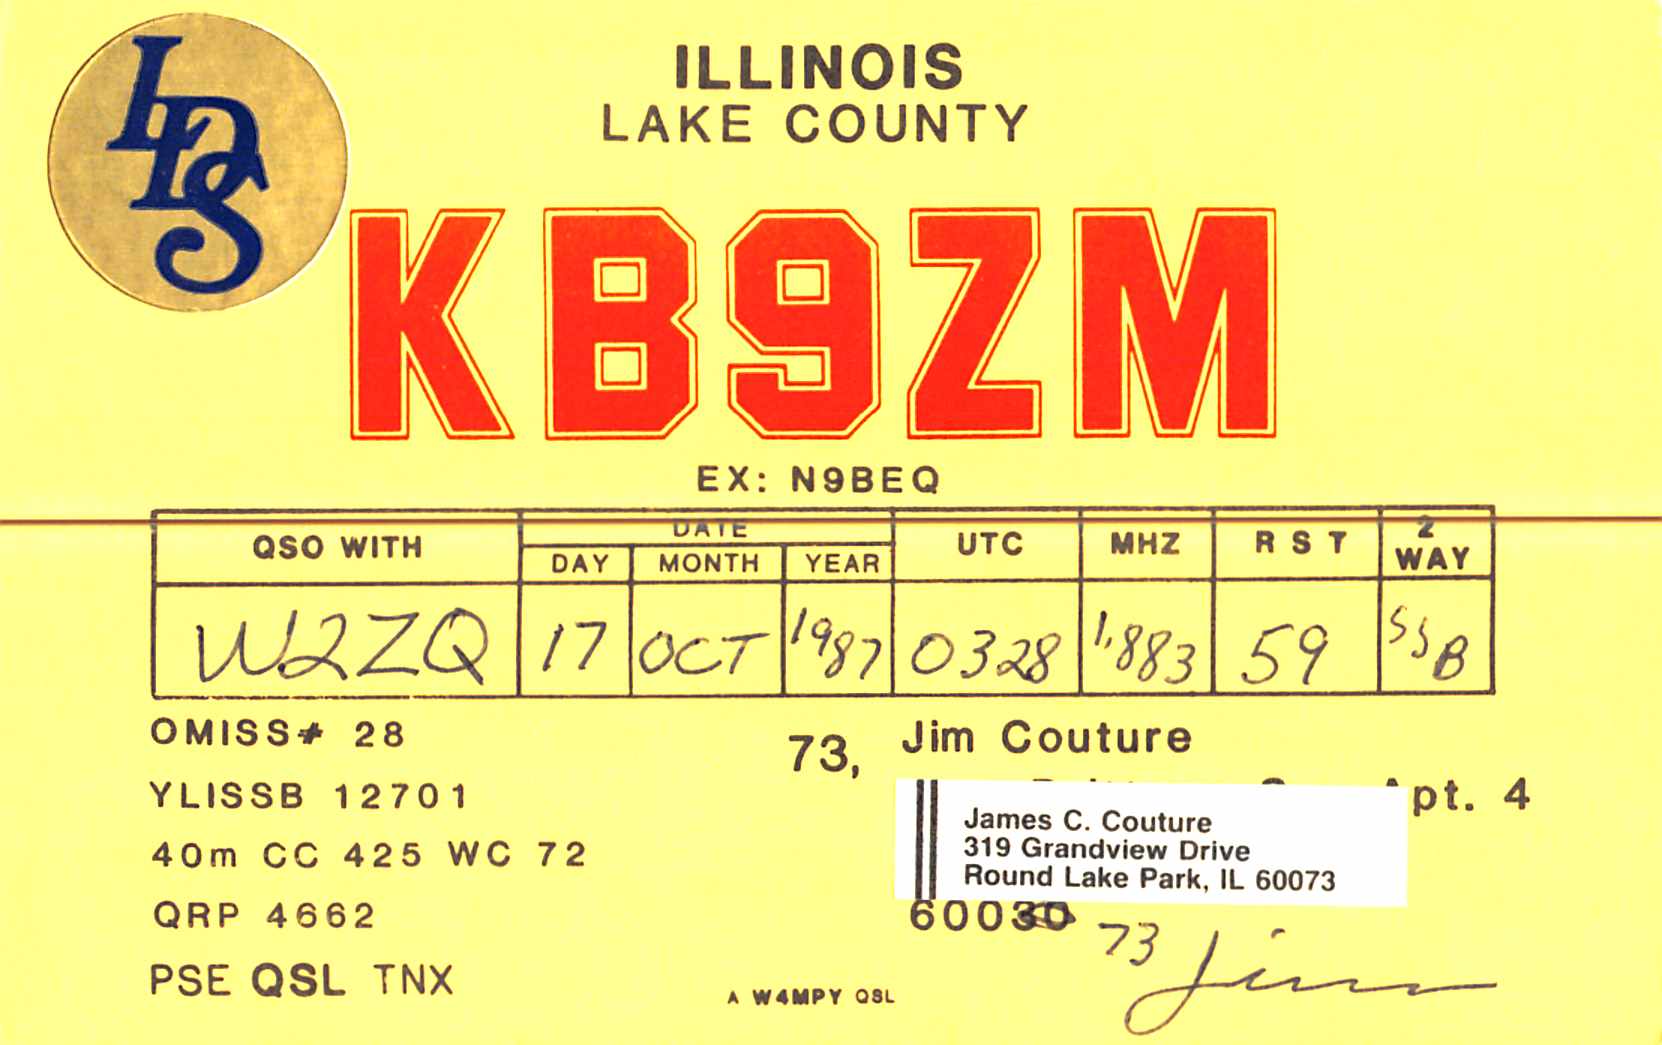 LDS
ILLINOIS
LAKE COUNTY
KB9ZM
EX: N9BEQ
QSO WITH DATE UTC MHZ R S T 2 WAY
DAY MONTH YEAR
W2ZQ 17 OCT 1987 0328 1.883 59 SSB
OMISS# 28
YLISSB 12701
40m CC 425 WC 72
QRP 4662
PSE QSL TNX
73, Jim Couture
Apt. 4
James C. Couture
319 Grandview Drive
Round Lake Park, IL 60073
60030
73 Jim
A W4MPY QSL